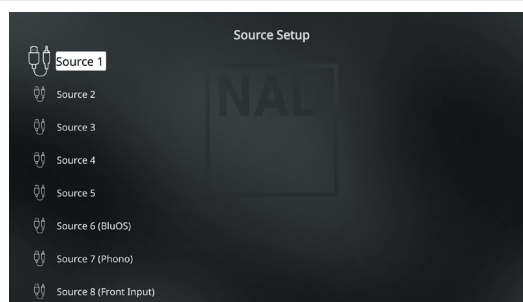 Source Setup
Source 1
NAD
Source 2
Source 3
Source 4
Source 5
Source 6 (BluOS)
Source 7 (Phono)
Source 8 (Front Input)